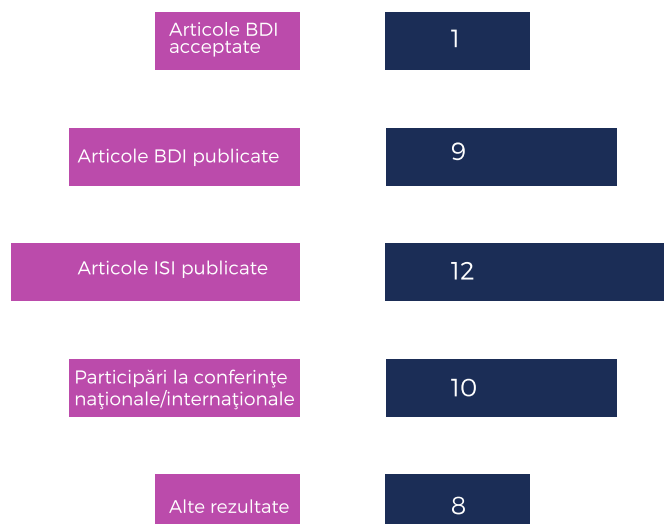 Articole BDI
acceptate
1
Articole BDI publicate
9
Articole ISI publicate
12
Participări la conferinţe
naţionale/internaţionale
10
Alte rezultate
8